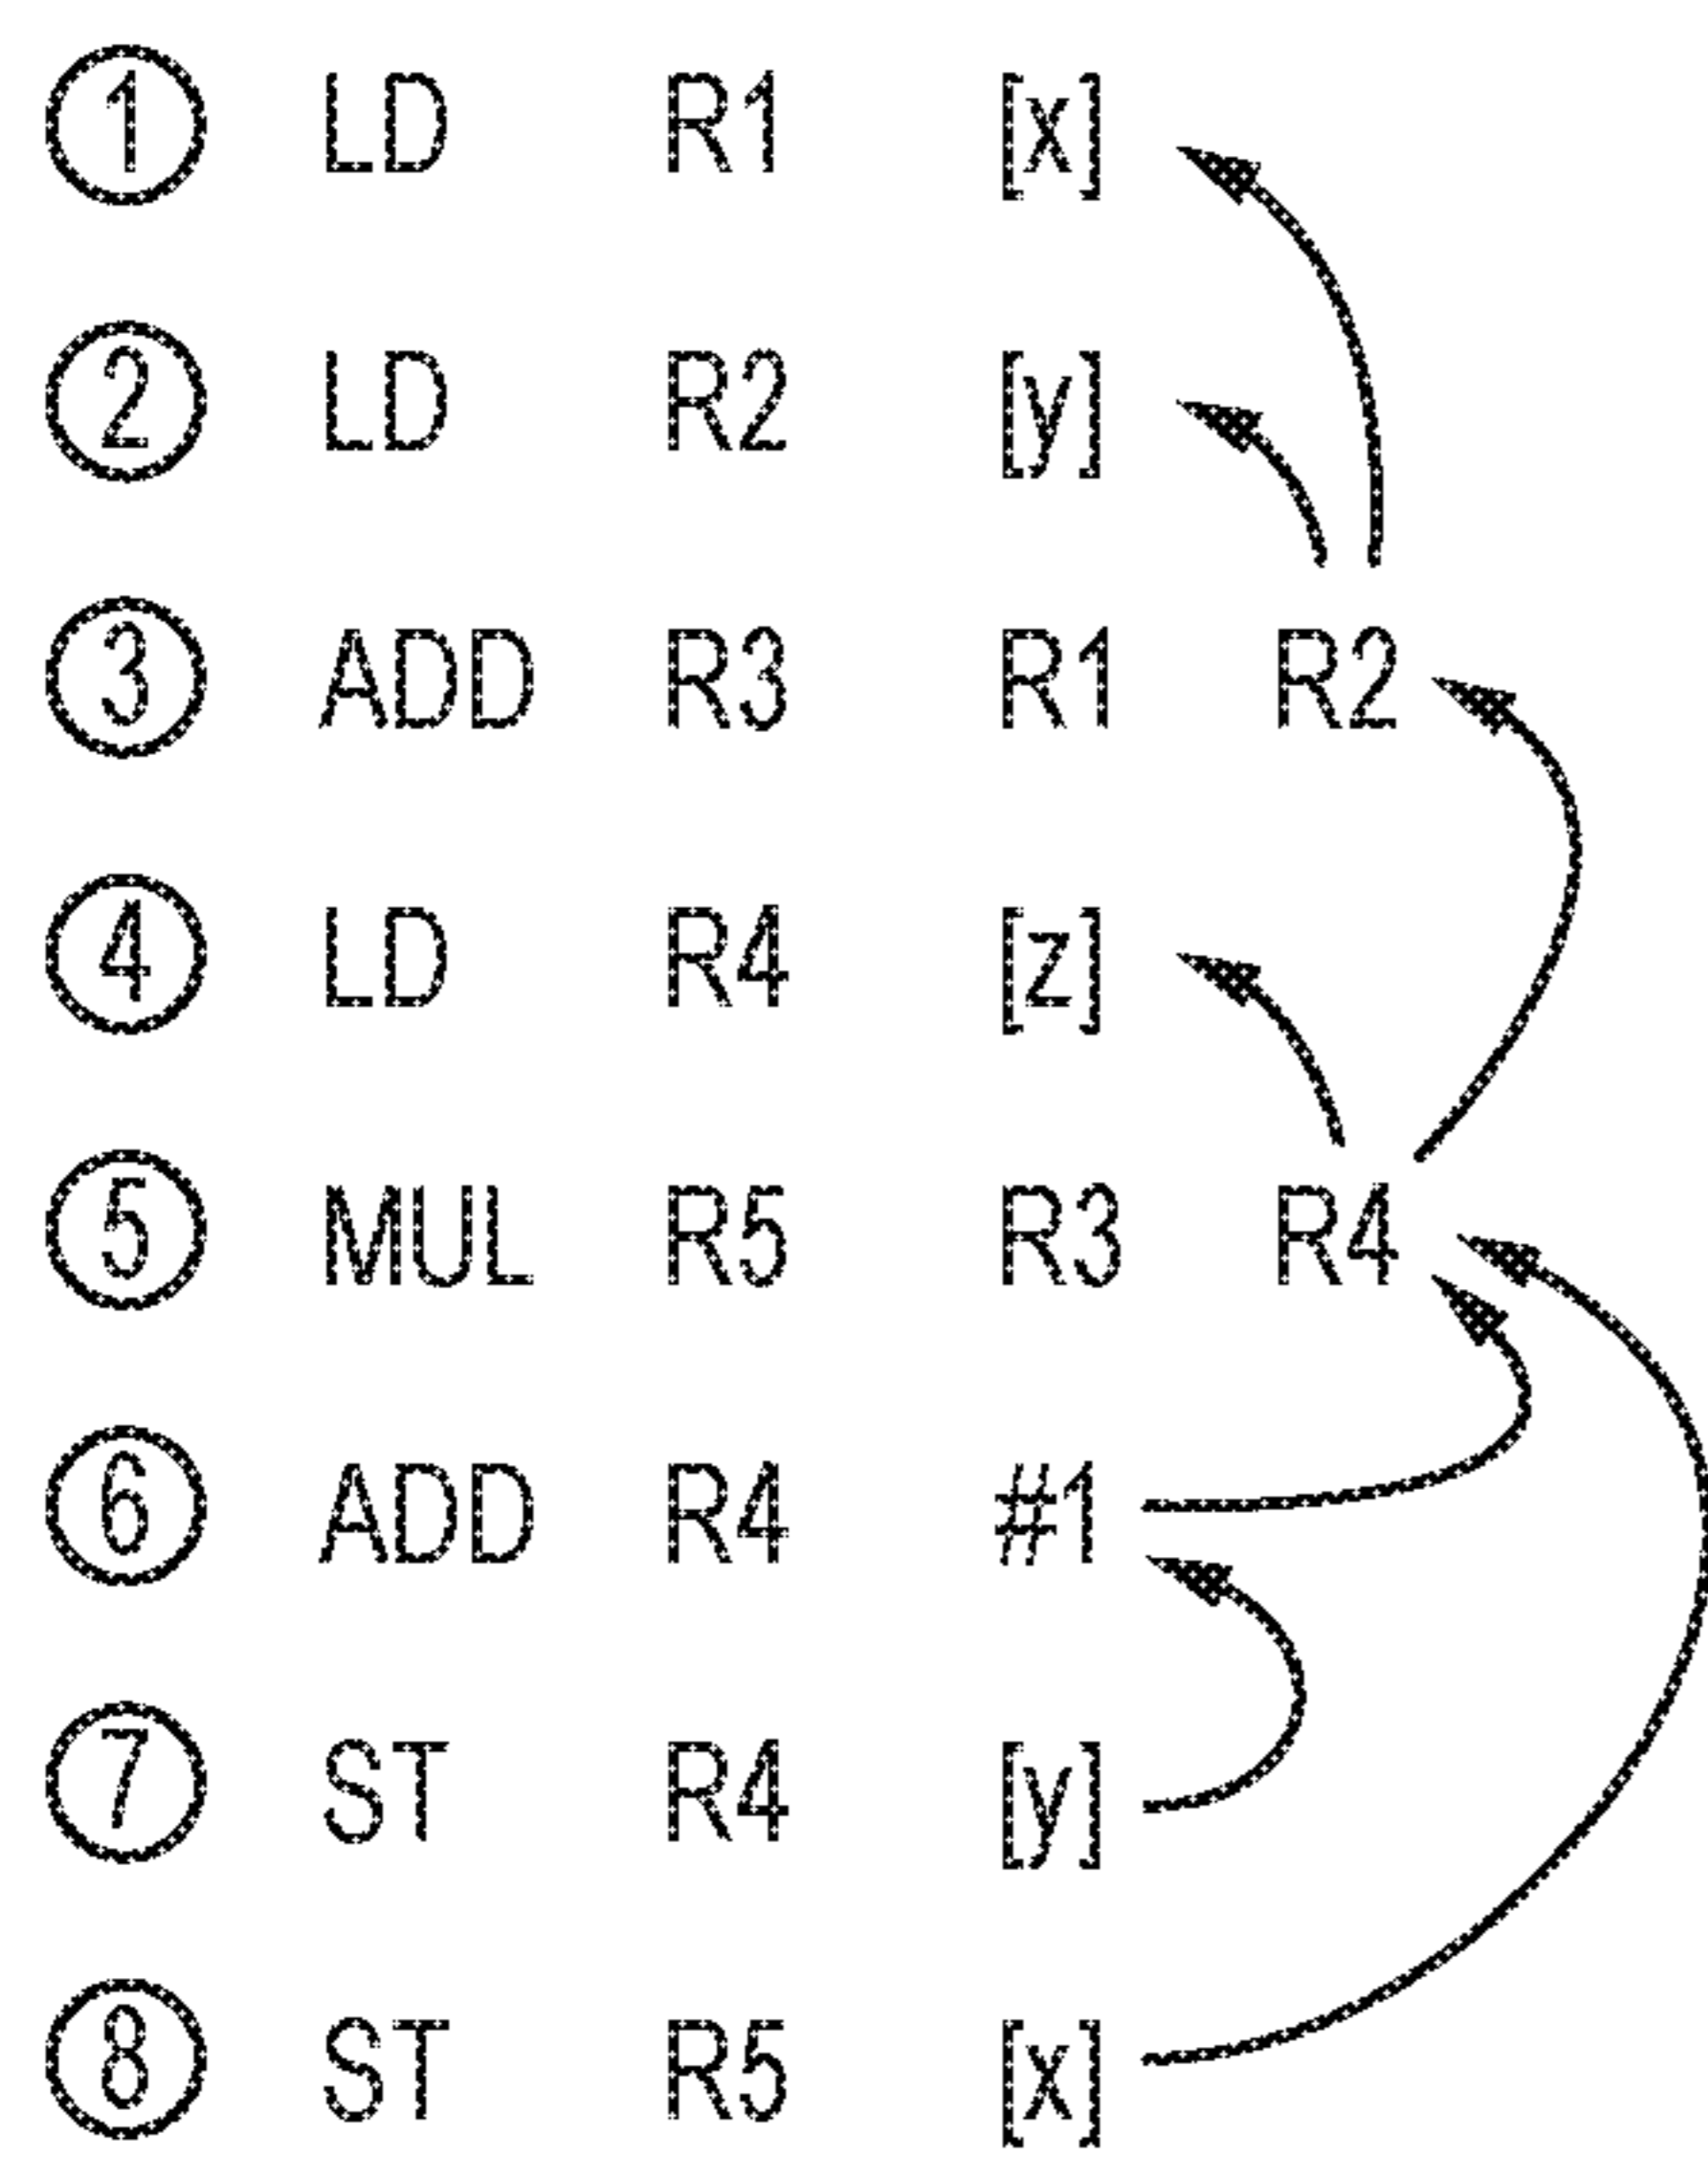 1 LD R1 [x]
2 LD R2 [y]
3 ADD R3 R1 R2
4 LD R4 [z]
5 MUL R5 R3 R4
6 ADD R4 #1
7 ST R4 [y]
8 ST R5 [x]